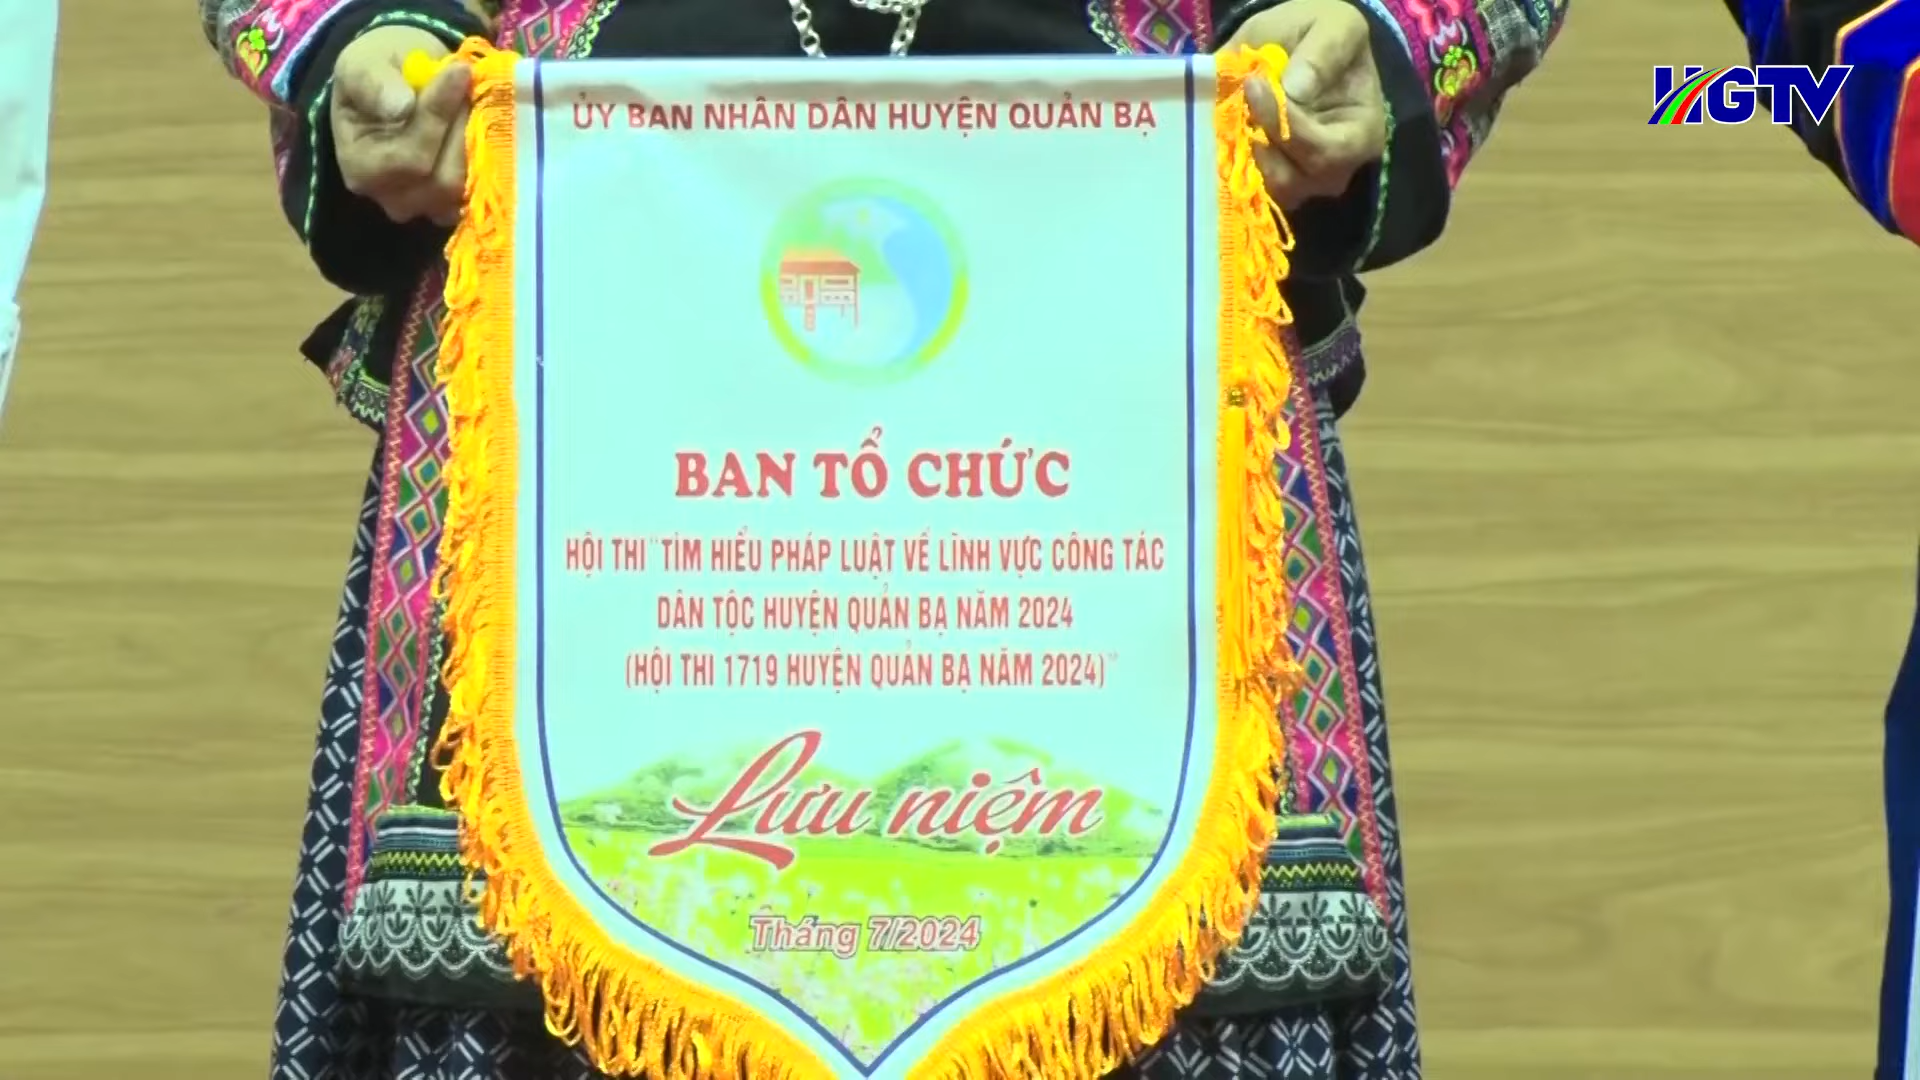 HGTV
ỦY BAN NHÂN DÂN HUYỆN QUẢN BẠ
BAN TỔ CHỨC
HỘI THI "TÌM HIỂU PHÁP LUẬT VỀ LĨNH VỰC CÔNG TÁC
DÂN TỘC HUYỆN QUẢN BẠ NĂM 2024
(HỘI THI 1719 HUYỆN QUẢN BẠ NĂM 2024)"
Lưu niệm
Tháng 7/2024